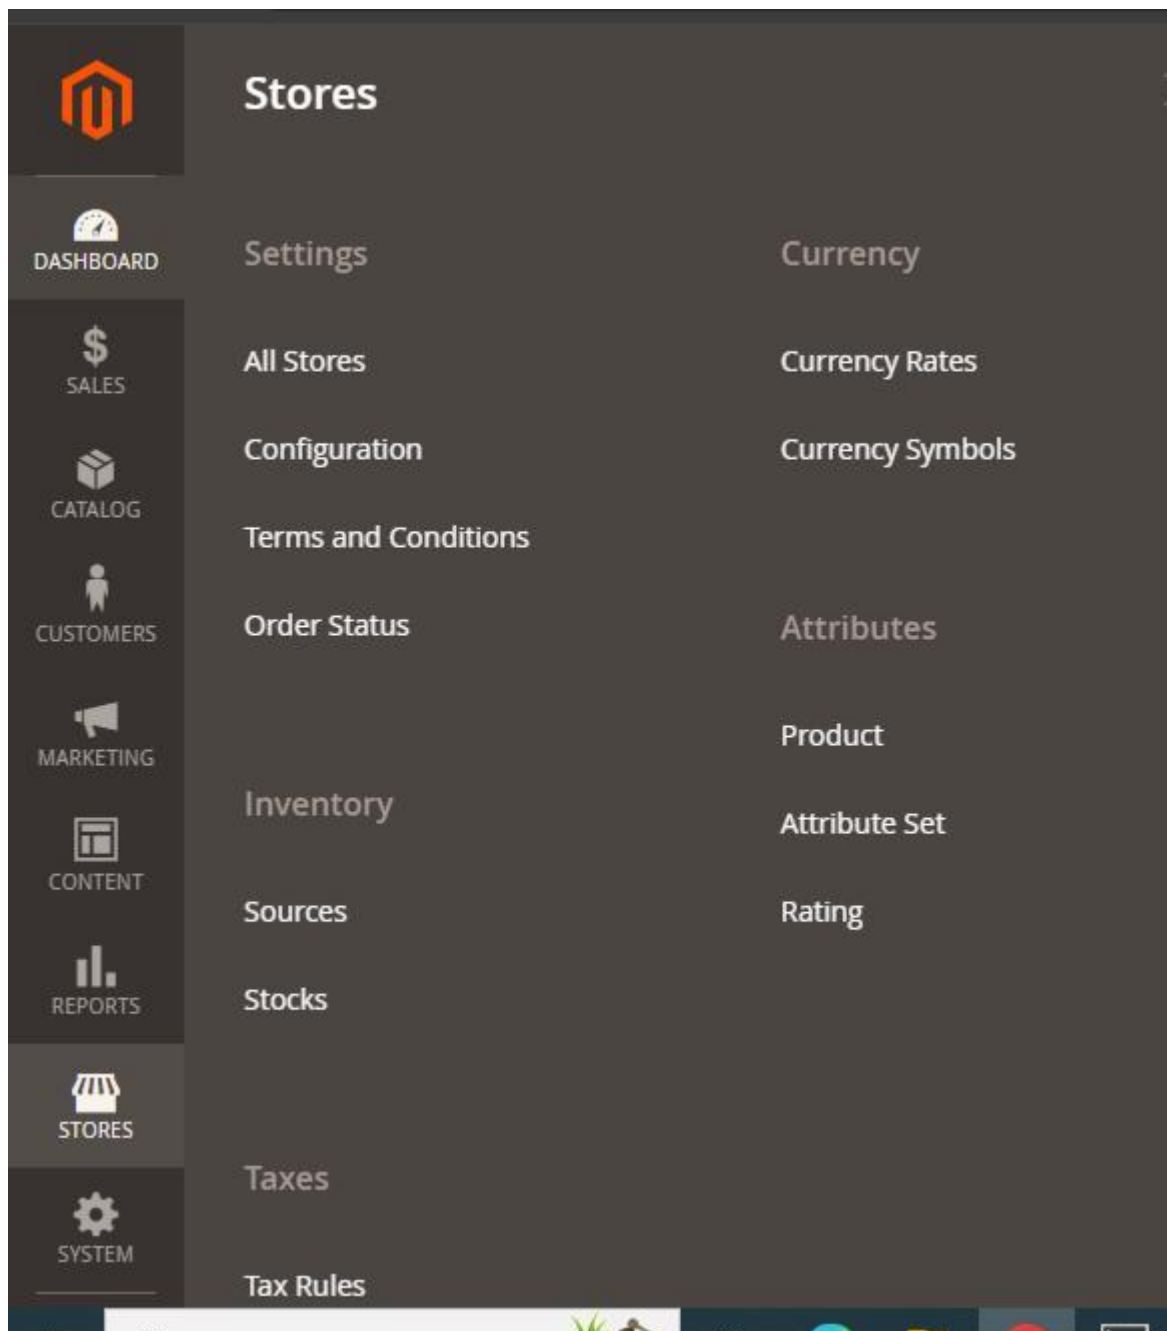 Stores
DASHBOARD
SALES
CATALOG
CUSTOMERS
MARKETING
CONTENT
REPORTS
STORES
SYSTEM
Settings
All Stores
Configuration
Terms and Conditions
Order Status
Inventory
Sources
Stocks
Taxes
Tax Rules
Currency
Currency Rates
Currency Symbols
Attributes
Product
Attribute Set
Rating